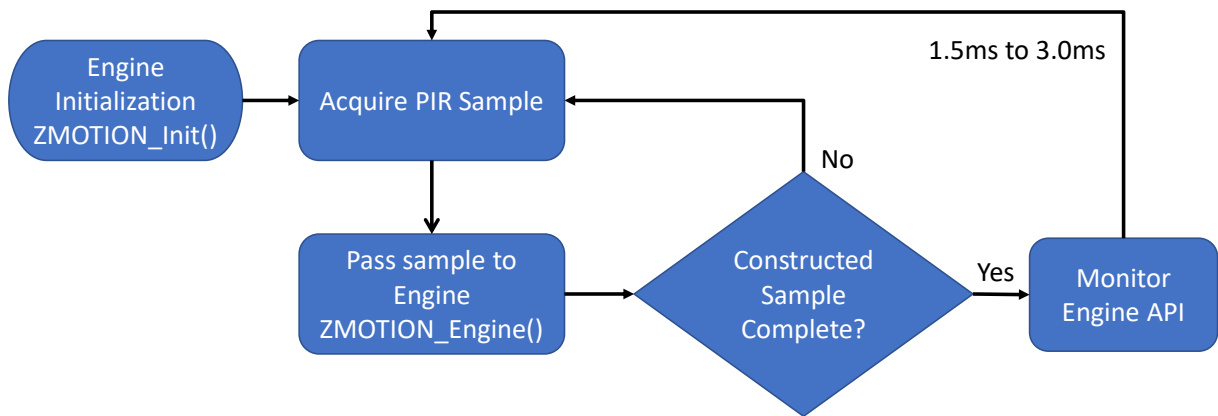 Engine
Initialization
ZMOTION_Init()
Acquire PIR Sample
1.5ms to 3.0ms
No
Pass sample to
Engine
ZMOTION_Engine()
Constructed
Sample
Complete?
Yes
Monitor
Engine API